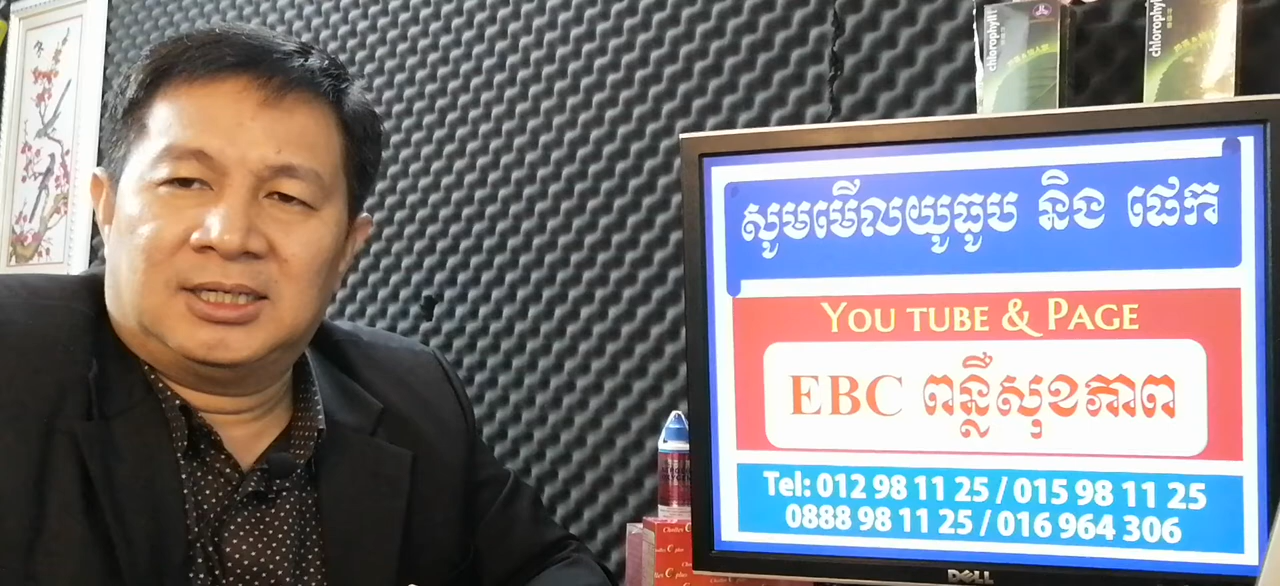 chlorophyll
chlorophyll
សូមមើលយូធូប និង ផេក
YOU TUBE & PAGE
EBC ពន្លឺសុខភាព
Tel: 012 98 11 25 / 015 98 11 25
0888 98 11 25 / 016 964 306
DELL
C plus